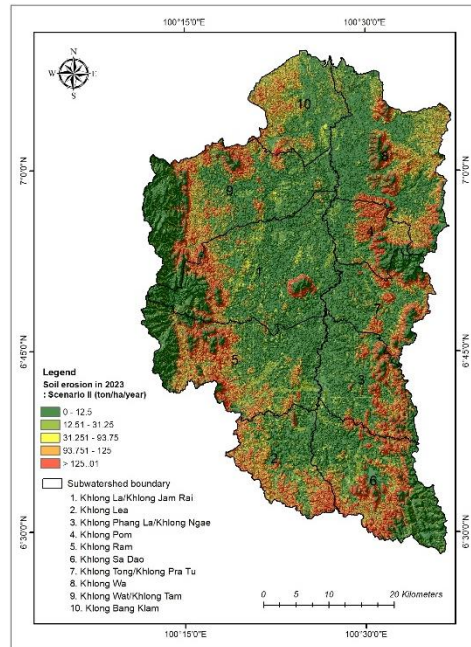 100°15'0"E 100°30'0"E
N
W E
S
7°0'0"N 7°0'0"N
6°45'0"N 6°45'0"N
6°30'0"N 6°30'0"N
10
9
8
4
1
7
5
3
2
6
Legend
Soil erosion in 2023
: Scenario II (ton/ha/year)
0 - 12.5
12.51 - 31.25
31.251 - 93.75
93.751 - 125
> 125..01
Subwatershed boundary
1. Khlong La/Khlong Jam Rai
2. Khlong Lea
3. Khlong Phang La/Khlong Ngae
4. Khlong Pom
5. Khlong Ram
6. Khlong Sa Dao
7. Khlong Tong/Khlong Pra Tu
8. Khlong Wa
9. Khlong Wat/Khlong Tam
10. Klong Bang Klam
0 5 10 20 Kilometers
100°15'0"E 100°30'0"E